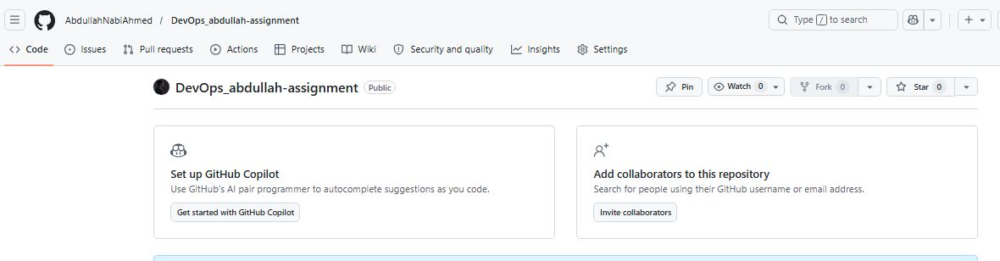 AbdullahNabiAhmed / DevOps_abdullah-assignment
Type / to search
Code Issues Pull requests Actions Projects Wiki Security and quality Insights Settings
DevOps_abdullah-assignment Public
Pin Watch 0 Fork 0 Star 0
Set up GitHub Copilot
Use GitHub's AI pair programmer to autocomplete suggestions as you code.
Get started with GitHub Copilot
Add collaborators to this repository
Search for people using their GitHub username or email address.
Invite collaborators